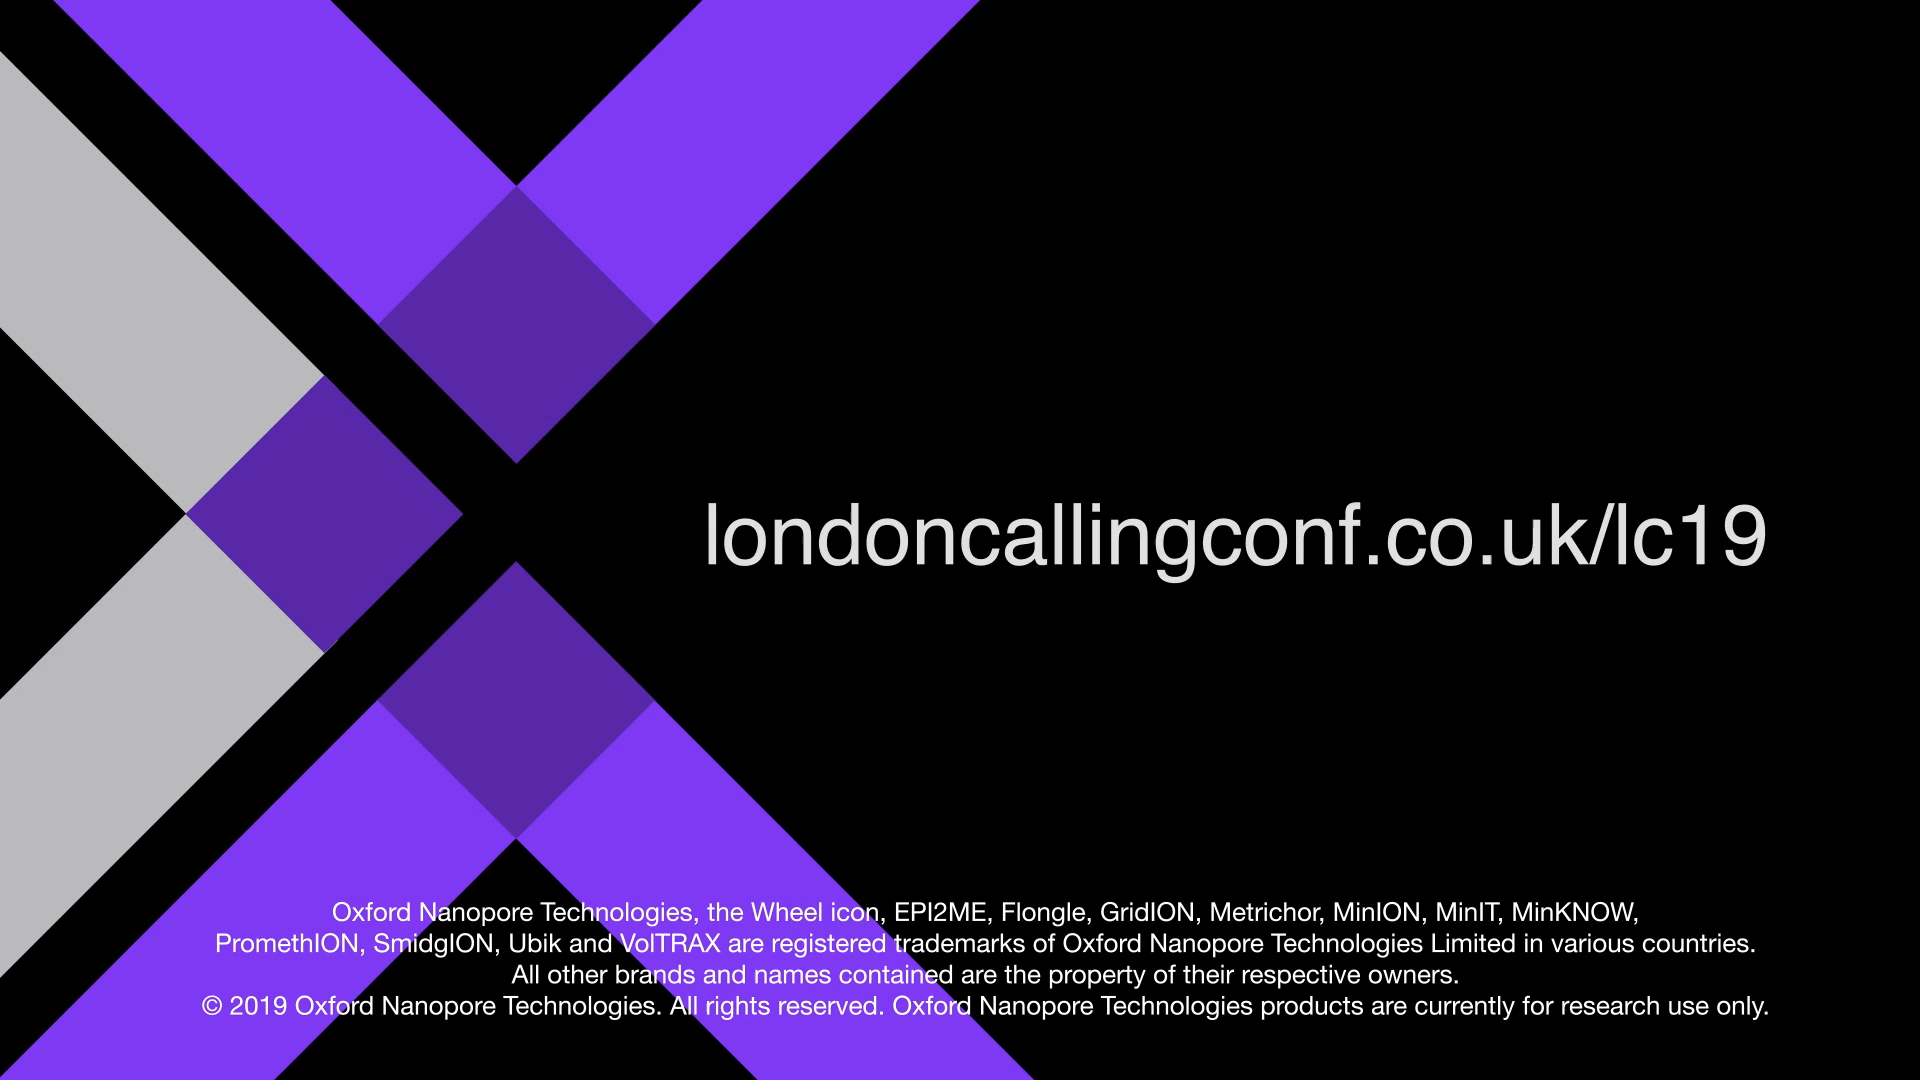 londoncallingconf.co.uk/lc19
Oxford Nanopore Technologies, the Wheel icon, EPI2ME, Flongle, GridION, Metrichor, MinION, MinIT, MinKNOW,
PromethION, SmidgION, Ubik and VolTRAX are registered trademarks of Oxford Nanopore Technologies Limited in various countries.
All other brands and names contained are the property of their respective owners.
© 2019 Oxford Nanopore Technologies. All rights reserved. Oxford Nanopore Technologies products are currently for research use only.